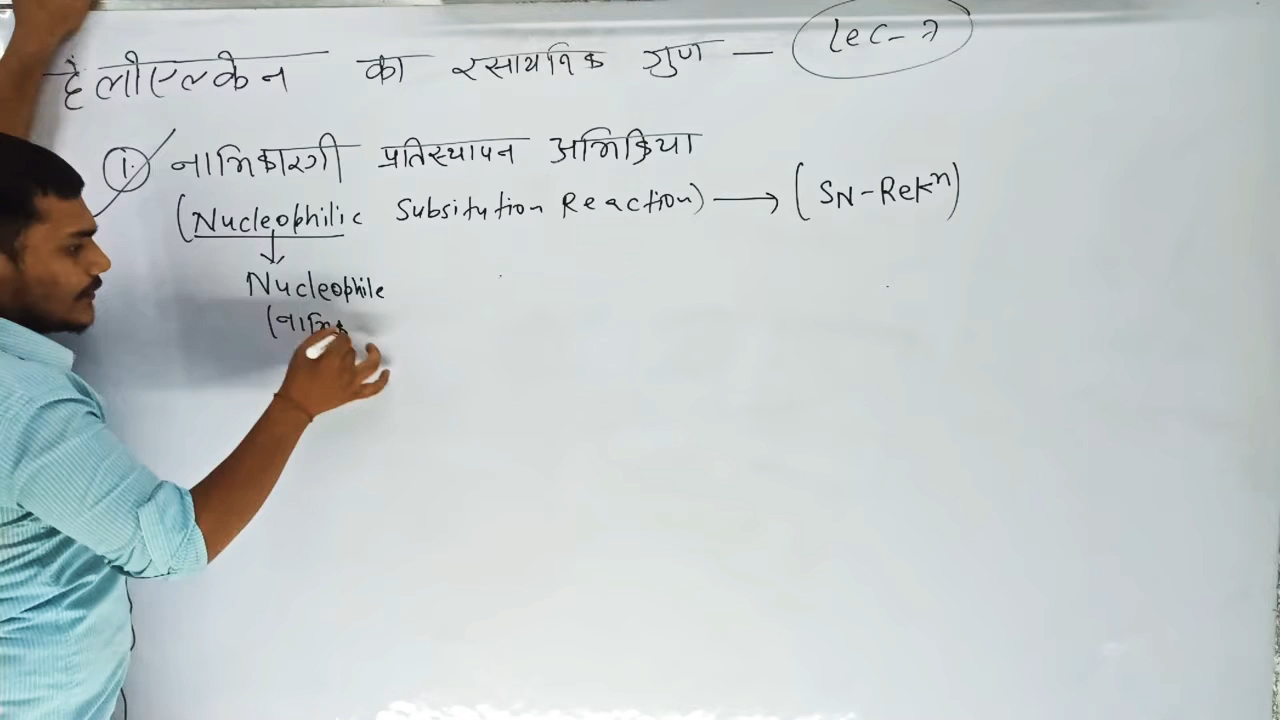 हैलोएल्केन का रसायनिक गुण — Lec-7
1. नाभिकारगी प्रतिस्थापन अभिक्रिया
(Nucleophilic Subsitution Reaction) → (SN-Rekⁿ)
Nucleophile
(नाभिक